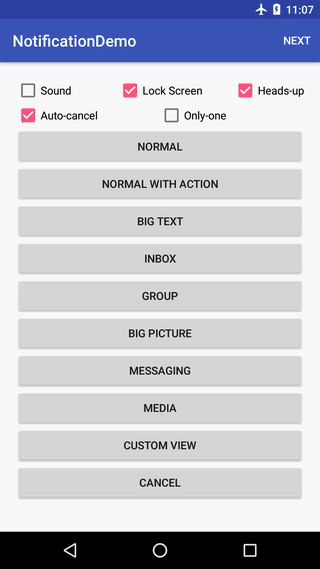 11:07
NotificationDemo NEXT
Sound Lock Screen Heads-up
Auto-cancel Only-one
NORMAL
NORMAL WITH ACTION
BIG TEXT
INBOX
GROUP
BIG PICTURE
MESSAGING
MEDIA
CUSTOM VIEW
CANCEL